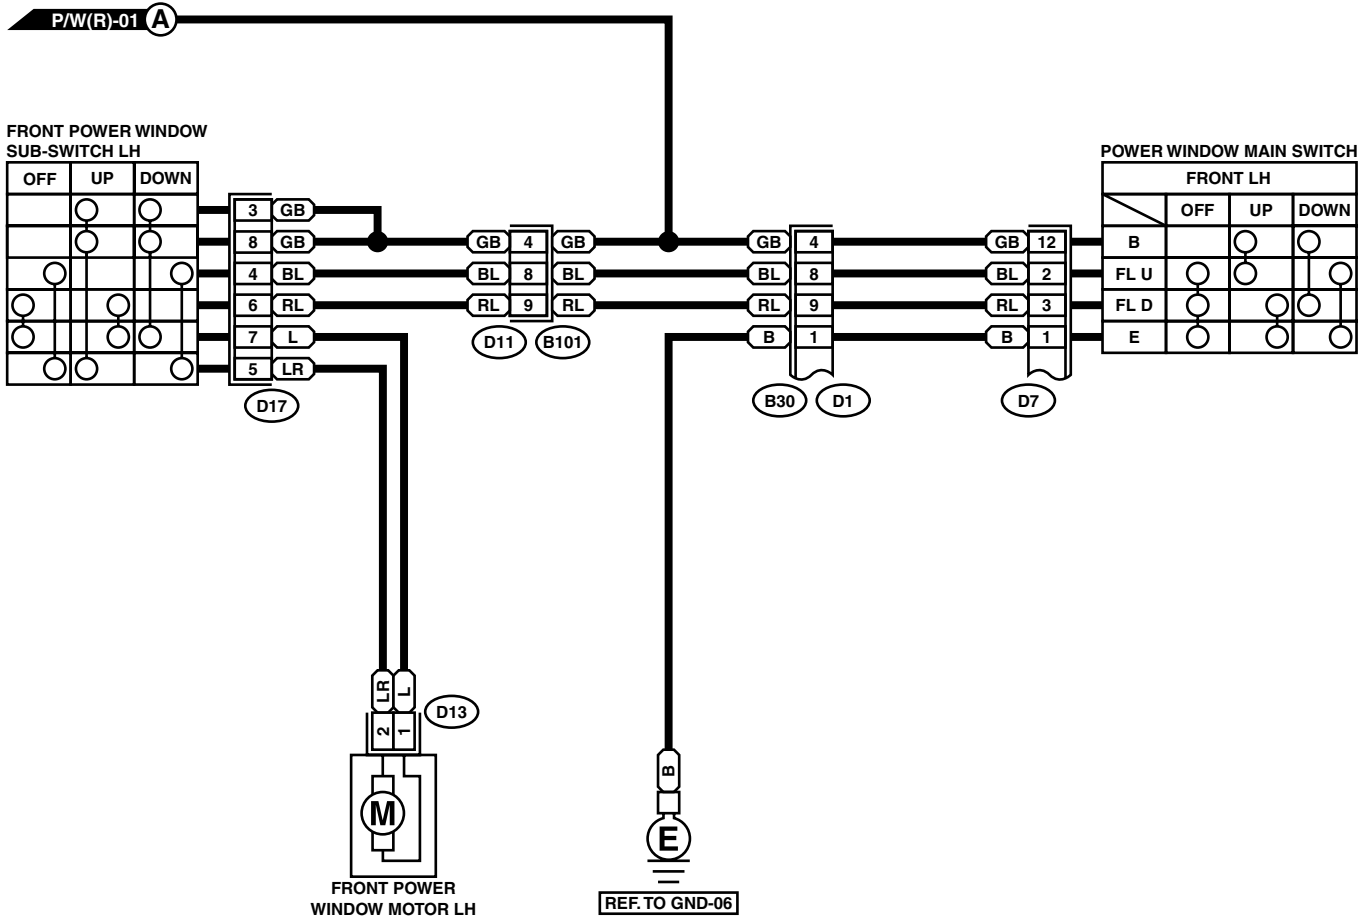 P/W(R)-01 A
FRONT POWER WINDOW
SUB-SWITCH LH
OFF UP DOWN
POWER WINDOW MAIN SWITCH
FRONT LH
OFF UP DOWN
3 GB
8 GB GB 4 GB GB 4 GB 12 B
4 BL BL 8 BL BL 8 BL 2 FL U
6 RL RL 9 RL RL 9 RL 3 FL D
7 L B 1 B 1 E
5 LR
D11 B101
D17 B30 D1 D7
LR L
2 1
D13
M
B
E
FRONT POWER
WINDOW MOTOR LH
REF. TO GND-06